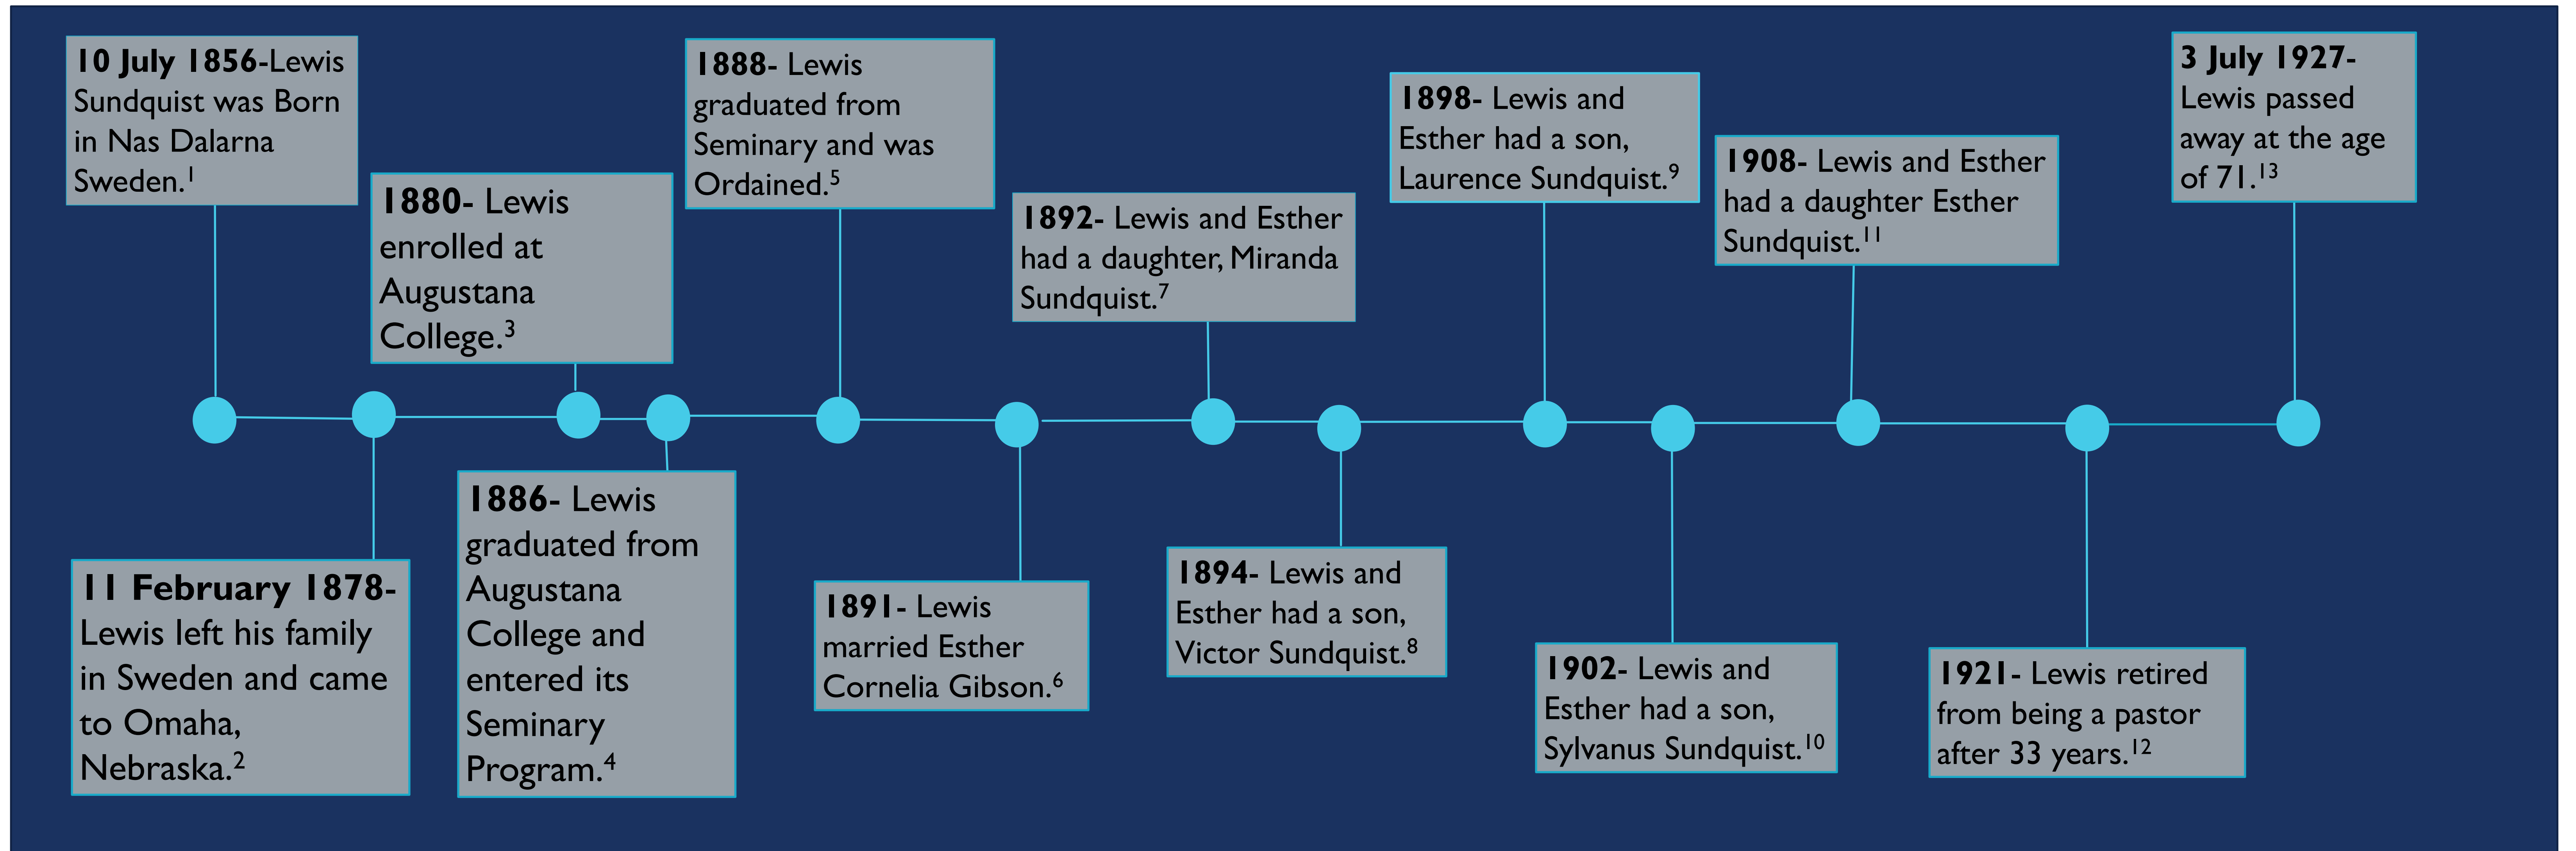 10 July 1856-Lewis
Sundquist was Born
in Nas Dalarna
Sweden.¹
11 February 1878-
Lewis left his family
in Sweden and came
to Omaha,
Nebraska.²
1880- Lewis
enrolled at
Augustana
College.³
1886- Lewis
graduated from
Augustana
College and
entered its
Seminary
Program.⁴
1888- Lewis
graduated from
Seminary and was
Ordained.⁵
1891- Lewis
married Esther
Cornelia Gibson.⁶
1892- Lewis and Esther
had a daughter, Miranda
Sundquist.⁷
1894- Lewis and
Esther had a son,
Victor Sundquist.⁸
1898- Lewis and
Esther had a son,
Laurence Sundquist.⁹
1902- Lewis and
Esther had a son,
Sylvanus Sundquist.¹⁰
1908- Lewis and Esther
had a daughter Esther
Sundquist.¹¹
1921- Lewis retired
from being a pastor
after 33 years.¹²
3 July 1927-
Lewis passed
away at the age
of 71.¹³